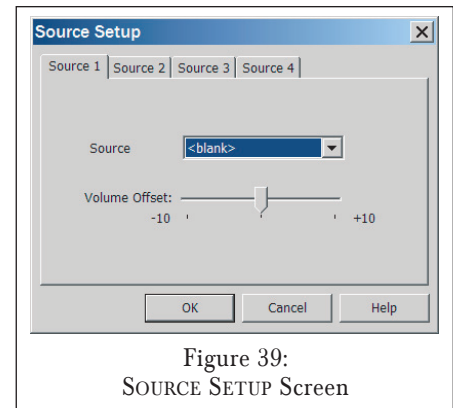 Source Setup
Source 1 Source 2 Source 3 Source 4
Source <blank>
Volume Offset:
-10 +10
OK Cancel Help
Figure 39:
SOURCE SETUP Screen